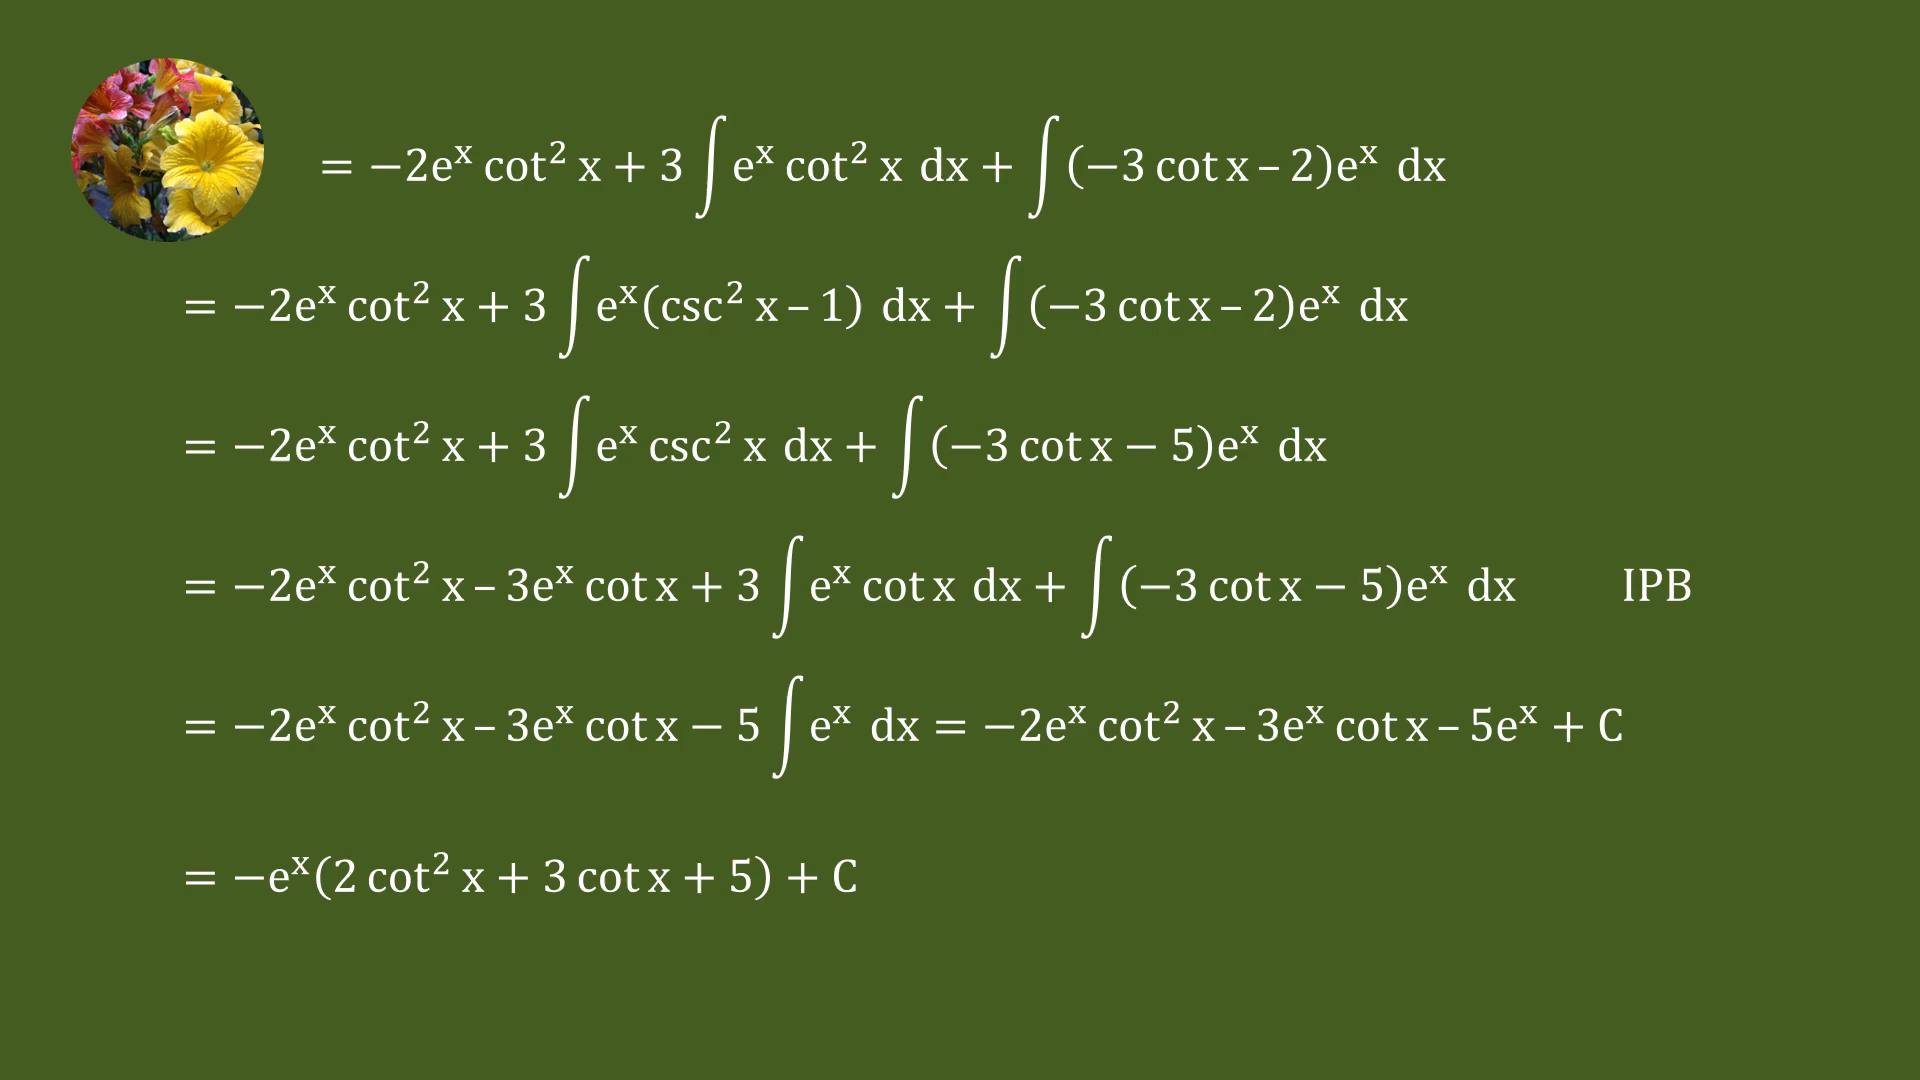 = −2eˣ cot² x + 3 ∫ eˣ cot² x dx + ∫ (−3 cot x – 2)eˣ dx
= −2eˣ cot² x + 3 ∫ eˣ(csc² x – 1) dx + ∫ (−3 cot x – 2)eˣ dx
= −2eˣ cot² x + 3 ∫ eˣ csc² x dx + ∫ (−3 cot x − 5)eˣ dx
= −2eˣ cot² x – 3eˣ cot x + 3 ∫ eˣ cot x dx + ∫ (−3 cot x − 5)eˣ dx IPB
= −2eˣ cot² x – 3eˣ cot x − 5 ∫ eˣ dx = −2eˣ cot² x – 3eˣ cot x – 5eˣ + C
= −eˣ(2 cot² x + 3 cot x + 5) + C